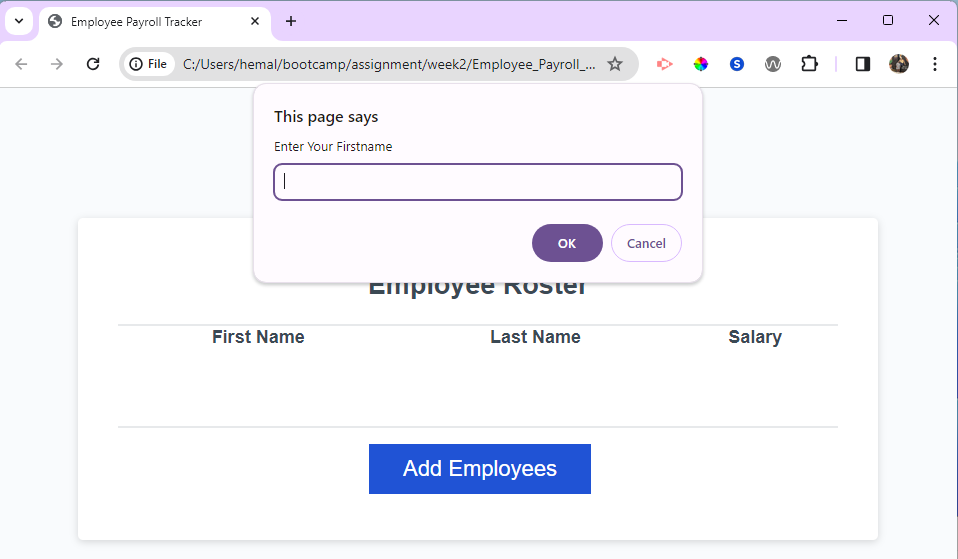 Employee Payroll Tracker
File
C:/Users/hemal/bootcamp/assignment/week2/Employee_Payroll_...
S
This page says
Enter Your Firstname
OK
Cancel
Employee Roster
First Name
Last Name
Salary
Add Employees